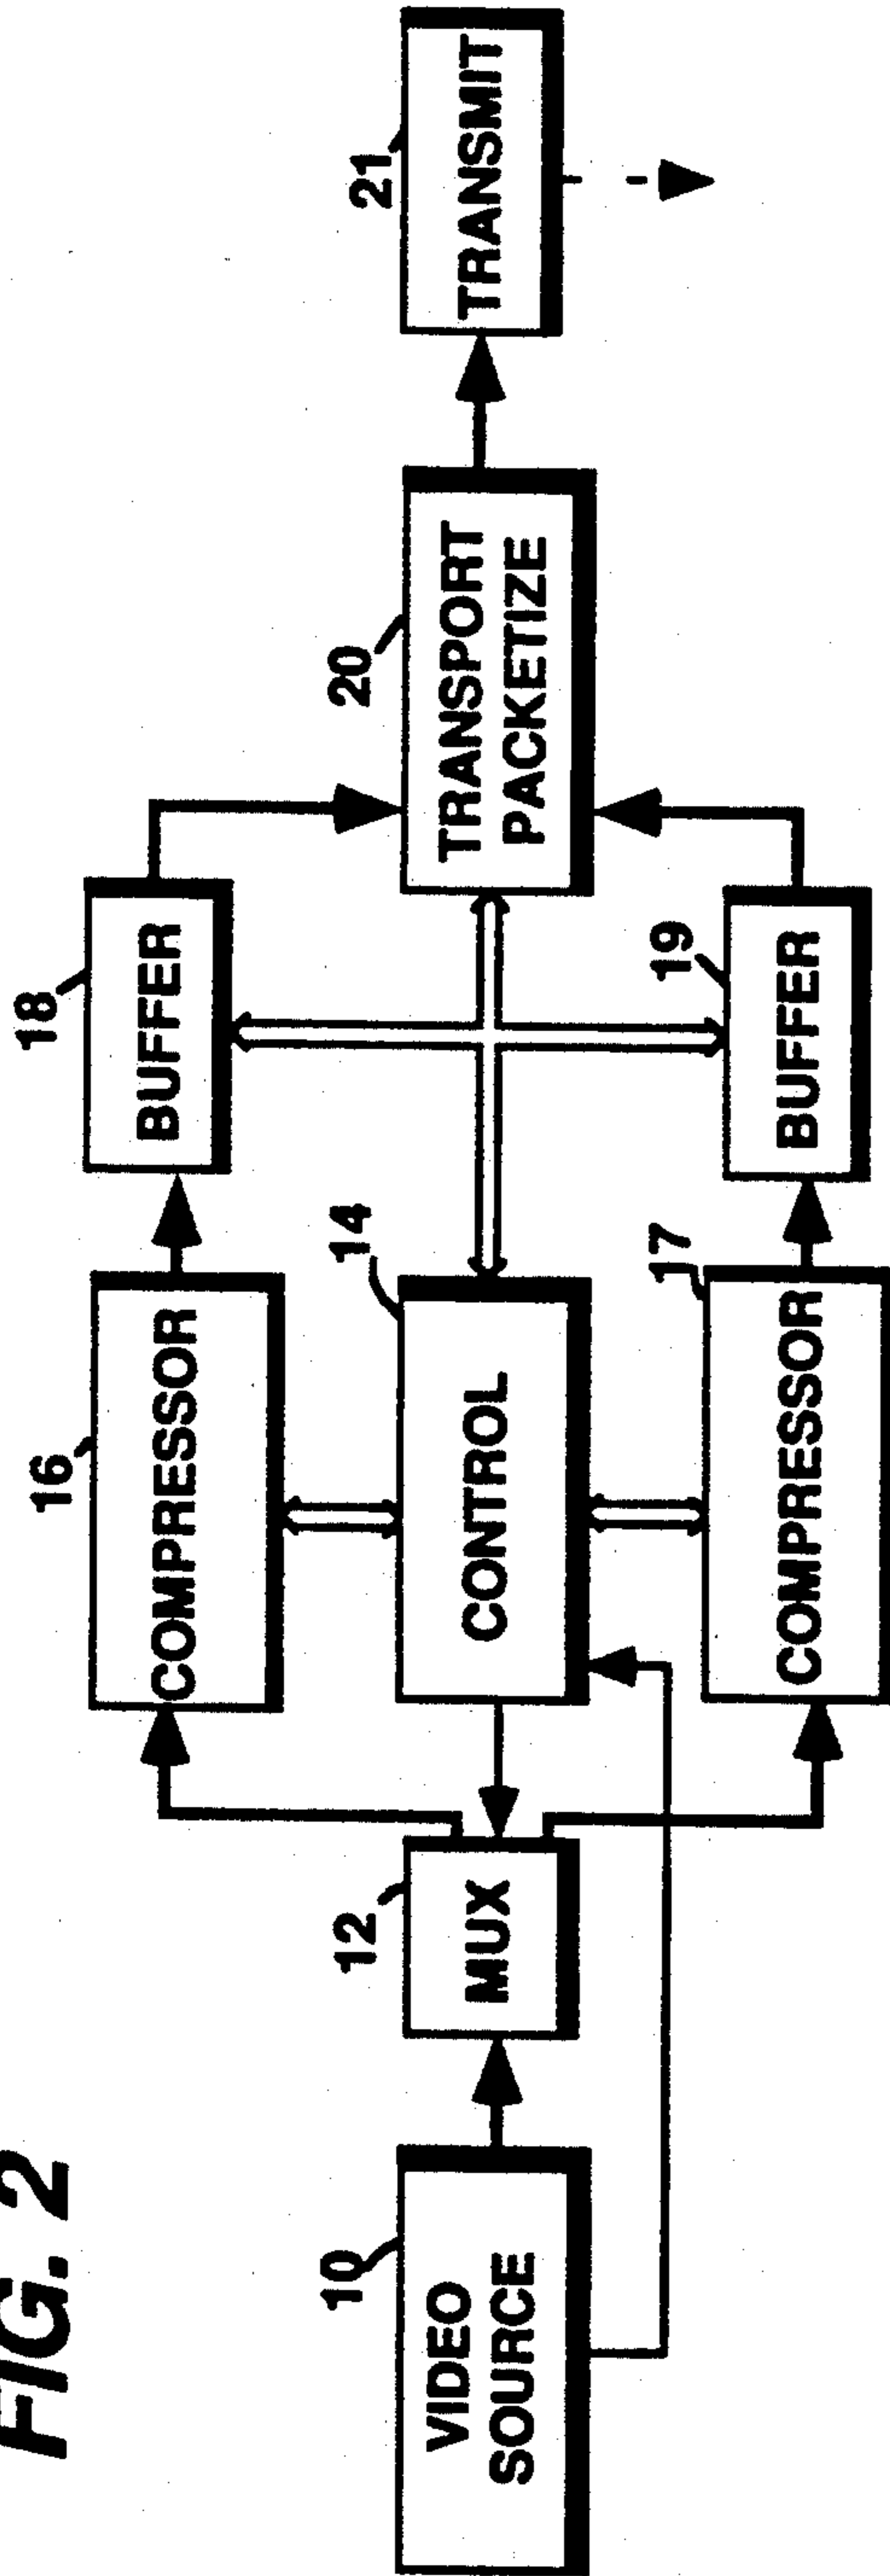 FIG. 2
10
VIDEO
SOURCE
12
MUX
16
COMPRESSOR
14
CONTROL
17
COMPRESSOR
18
BUFFER
19
BUFFER
20
TRANSPORT
PACKETIZE
21
TRANSMIT